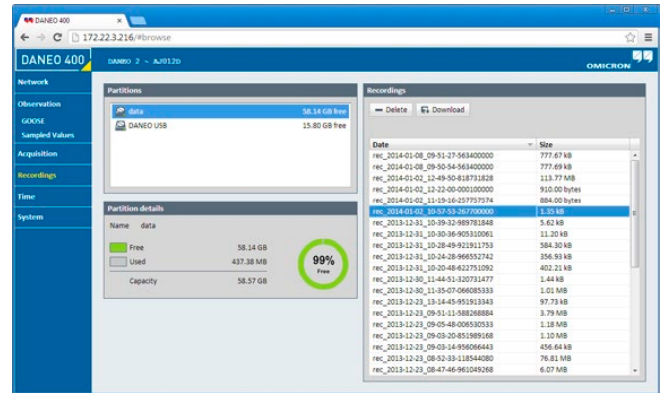 DANEO 400
172.22.3.216/#browse
DANEO 400
DANEO 2 ~ AJ012D
OMICRON
Network
Observation
GOOSE
Sampled Values
Acquisition
Recordings
Time
System
Partitions
data 58.14 GB free
DANEO USB 15.80 GB free
Partition details
Name data
Free 58.14 GB
Used 437.38 MB
Capacity 58.57 GB
99%
Free
Recordings
Delete Download
Date Size
rec_2014-01-08_09-51-27-563400000 777.67 kB
rec_2014-01-08_09-50-54-563400000 777.69 kB
rec_2014-01-02_12-49-50-818731828 113.77 MB
rec_2014-01-02_12-22-00-000100000 910.00 bytes
rec_2014-01-02_11-19-16-257757574 884.00 bytes
rec_2014-01-02_10-57-53-267700000 1.35 kB
rec_2013-12-31_10-39-32-989781848 5.62 kB
rec_2013-12-31_10-30-36-905310061 11.20 kB
rec_2013-12-31_10-28-49-921911753 584.30 kB
rec_2013-12-31_10-24-28-966552742 356.93 kB
rec_2013-12-31_10-20-48-622751092 402.21 kB
rec_2013-12-30_11-44-51-320731477 1.44 kB
rec_2013-12-30_11-35-07-066085333 1.01 MB
rec_2013-12-23_13-14-45-951913343 97.73 kB
rec_2013-12-23_09-51-11-588268884 3.79 MB
rec_2013-12-23_09-05-48-006530533 1.18 MB
rec_2013-12-23_09-03-20-851989168 1.10 MB
rec_2013-12-23_09-03-14-956066443 456.64 kB
rec_2013-12-23_08-52-33-118544080 76.81 MB
rec_2013-12-23_08-47-46-961049268 6.07 MB